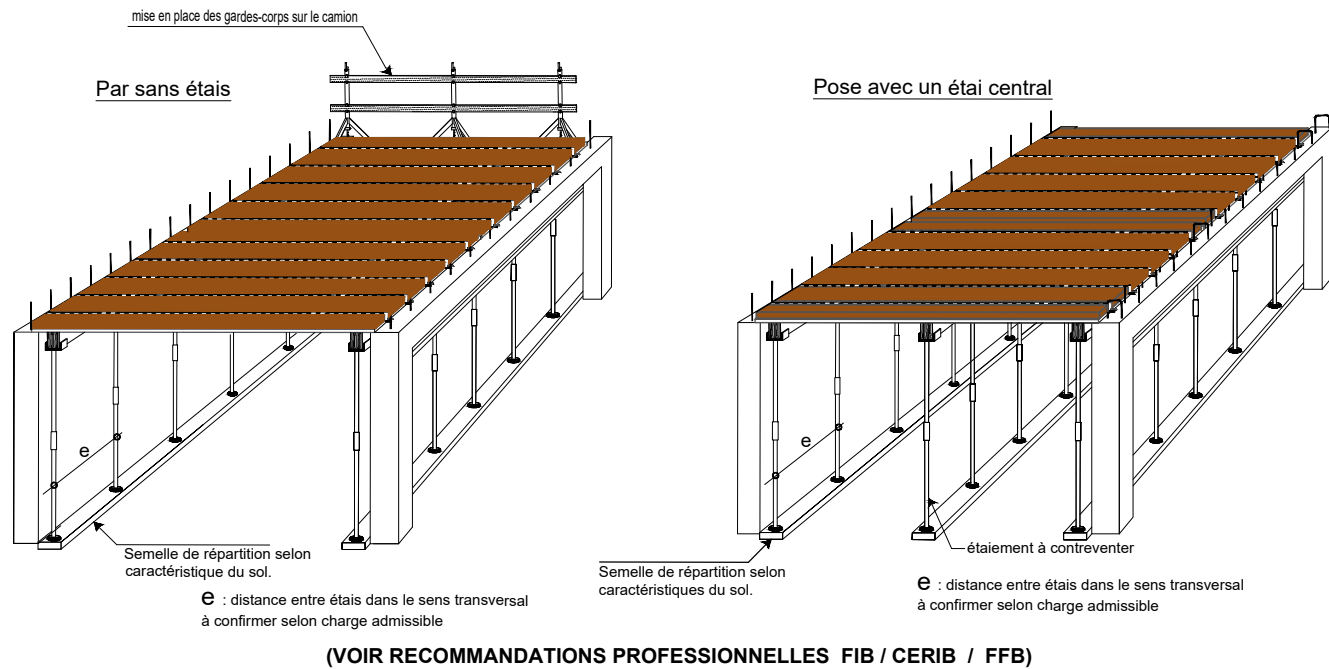 mise en place des gardes-corps sur le camion
Par sans étais
e
Semelle de répartition selon
caractéristique du sol.
e : distance entre étais dans le sens transversal
à confirmer selon charge admissible
Pose avec un étai central
e
étaiement à contreventer
Semelle de répartition selon
caractéristiques du sol.
e : distance entre étais dans le sens transversal
à confirmer selon charge admissible
(VOIR RECOMMANDATIONS PROFESSIONNELLES FIB / CERIB / FFB)